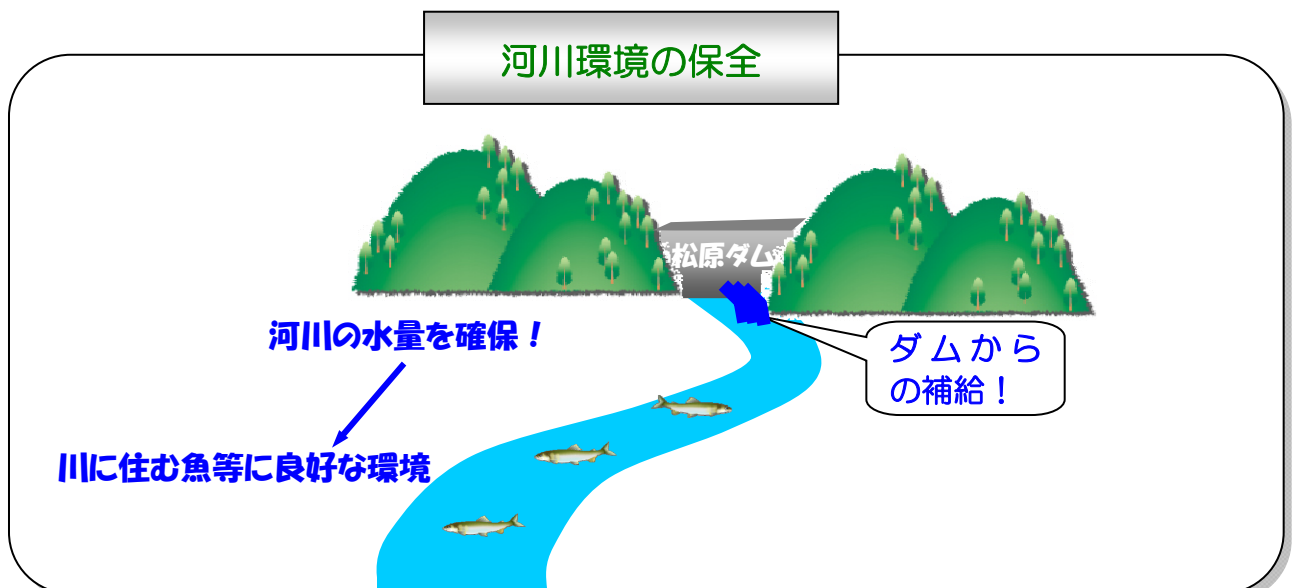 河川環境の保全
松原ダム
河川の水量を確保！
ダムから
の補給！
川に住む魚等に良好な環境